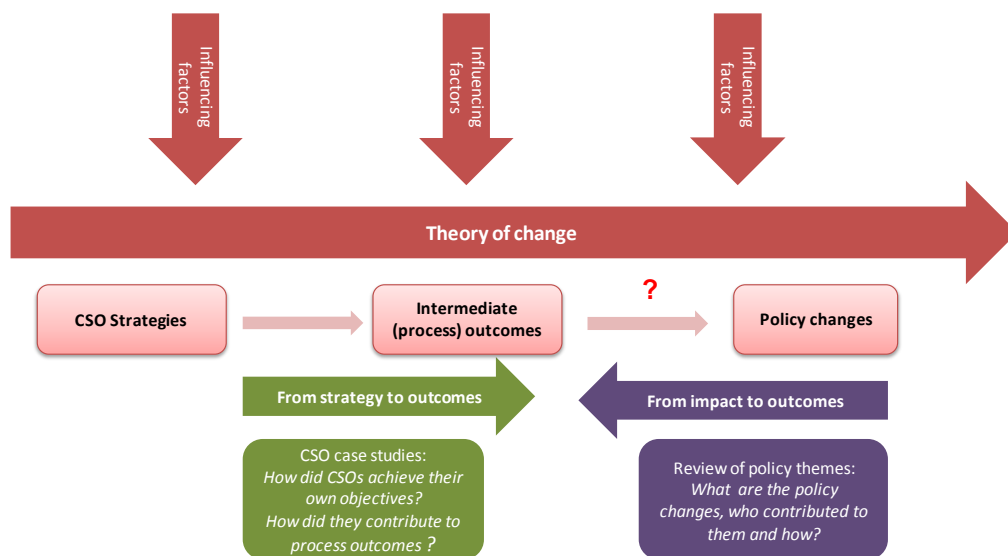 Influencing
factors
Influencing
factors
Influencing
factors
Theory of change
CSO Strategies
Intermediate
(process) outcomes
?
Policy changes
From strategy to outcomes
From impact to outcomes
CSO case studies:
How did CSOs achieve their
own objectives?
How did they contribute to
process outcomes ?
Review of policy themes:
What are the policy
changes, who contributed to
them and how?